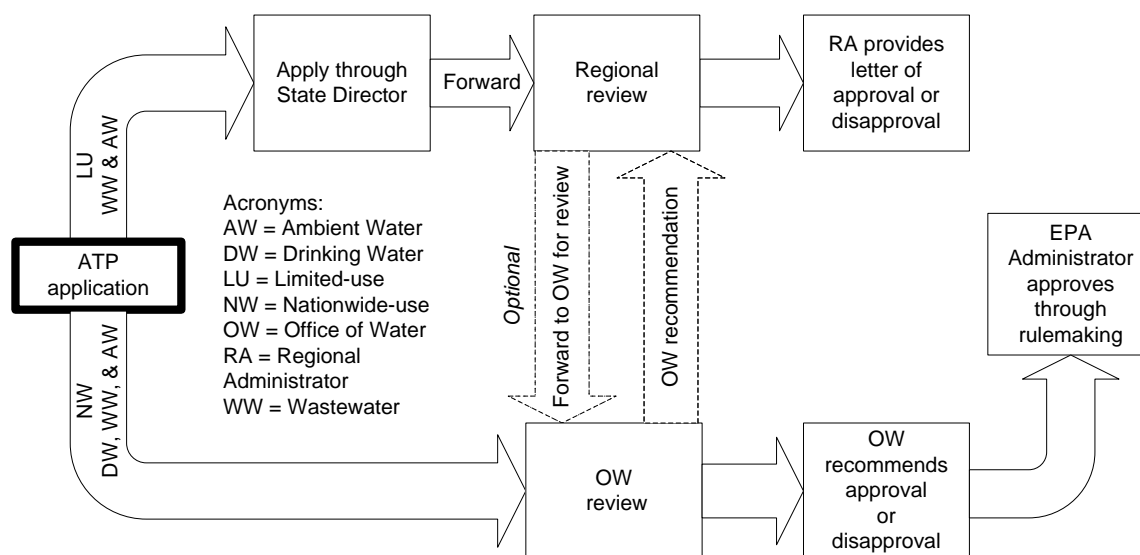 Apply through
State Director
Forward
Regional
review
RA provides
letter of
approval or
disapproval
LU
WW & AW
Acronyms:
AW = Ambient Water
DW = Drinking Water
LU = Limited-use
NW = Nationwide-use
OW = Office of Water
RA = Regional
Administrator
WW = Wastewater
ATP
application
Optional
Forward to OW for review
OW recommendation
EPA
Administrator
approves
through
rulemaking
NW
DW, WW, & AW
OW
review
OW
recommends
approval
or
disapproval